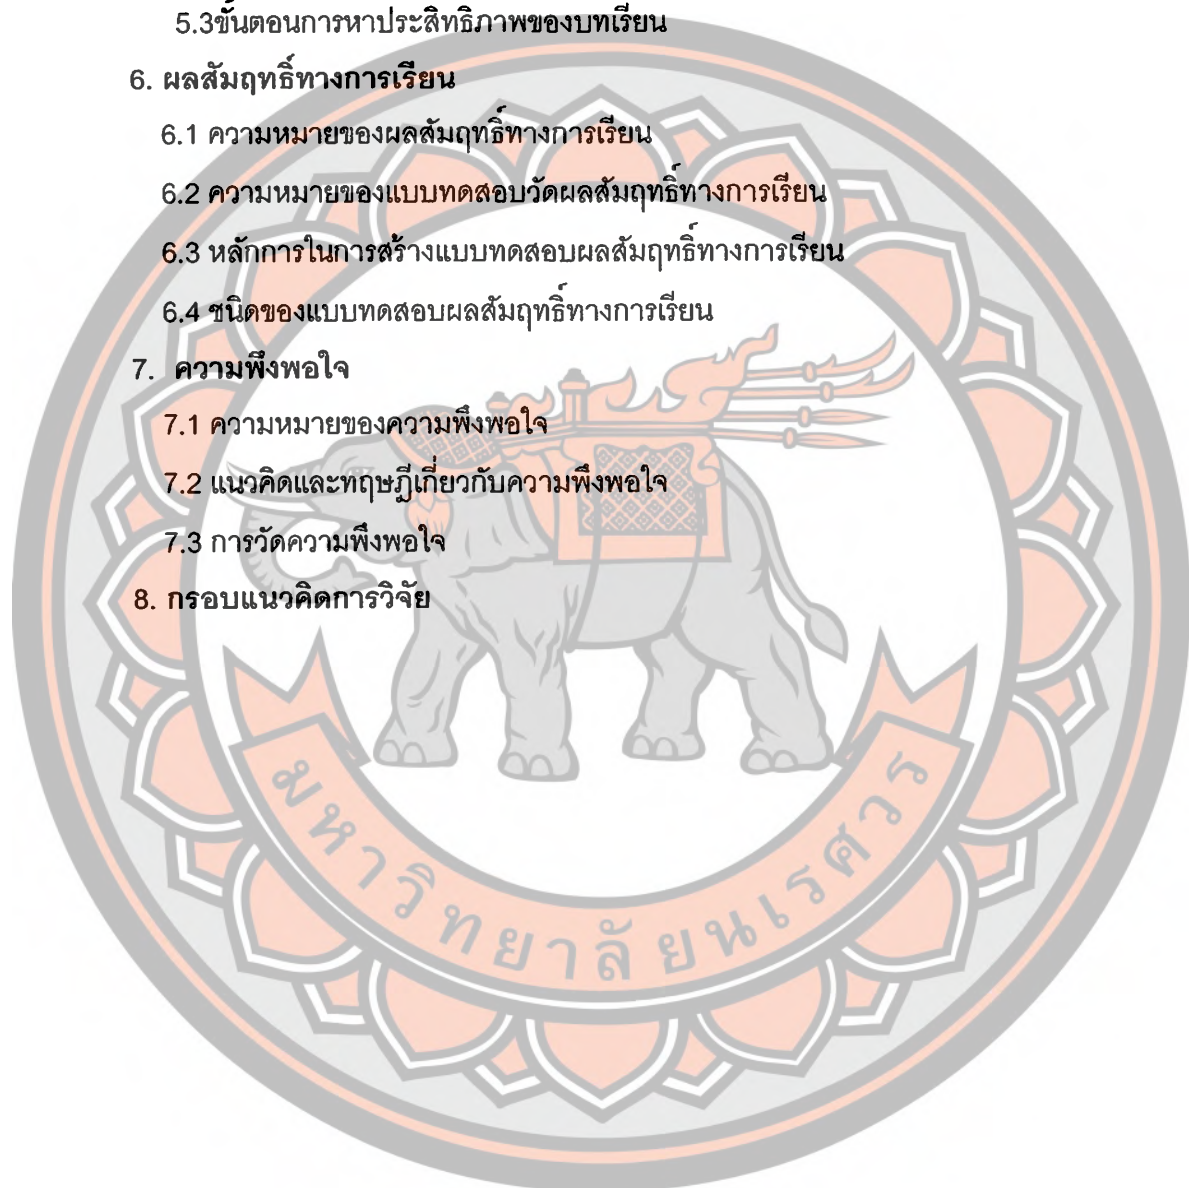 5.3ขั้นตอนการหาประสิทธิภาพของบทเรียน
6. ผลสัมฤทธิ์ทางการเรียน
6.1 ความหมายของผลสัมฤทธิ์ทางการเรียน
6.2 ความหมายของแบบทดสอบวัดผลสัมฤทธิ์ทางการเรียน
6.3 หลักการในการสร้างแบบทดสอบผลสัมฤทธิ์ทางการเรียน
6.4 ชนิดของแบบทดสอบผลสัมฤทธิ์ทางการเรียน
7. ความพึงพอใจ
7.1 ความหมายของความพึงพอใจ
7.2 แนวคิดและทฤษฎีเกี่ยวกับความพึงพอใจ
7.3 การวัดความพึงพอใจ
8. กรอบแนวคิดการวิจัย
มหาวิทยาลัยนเรศวร